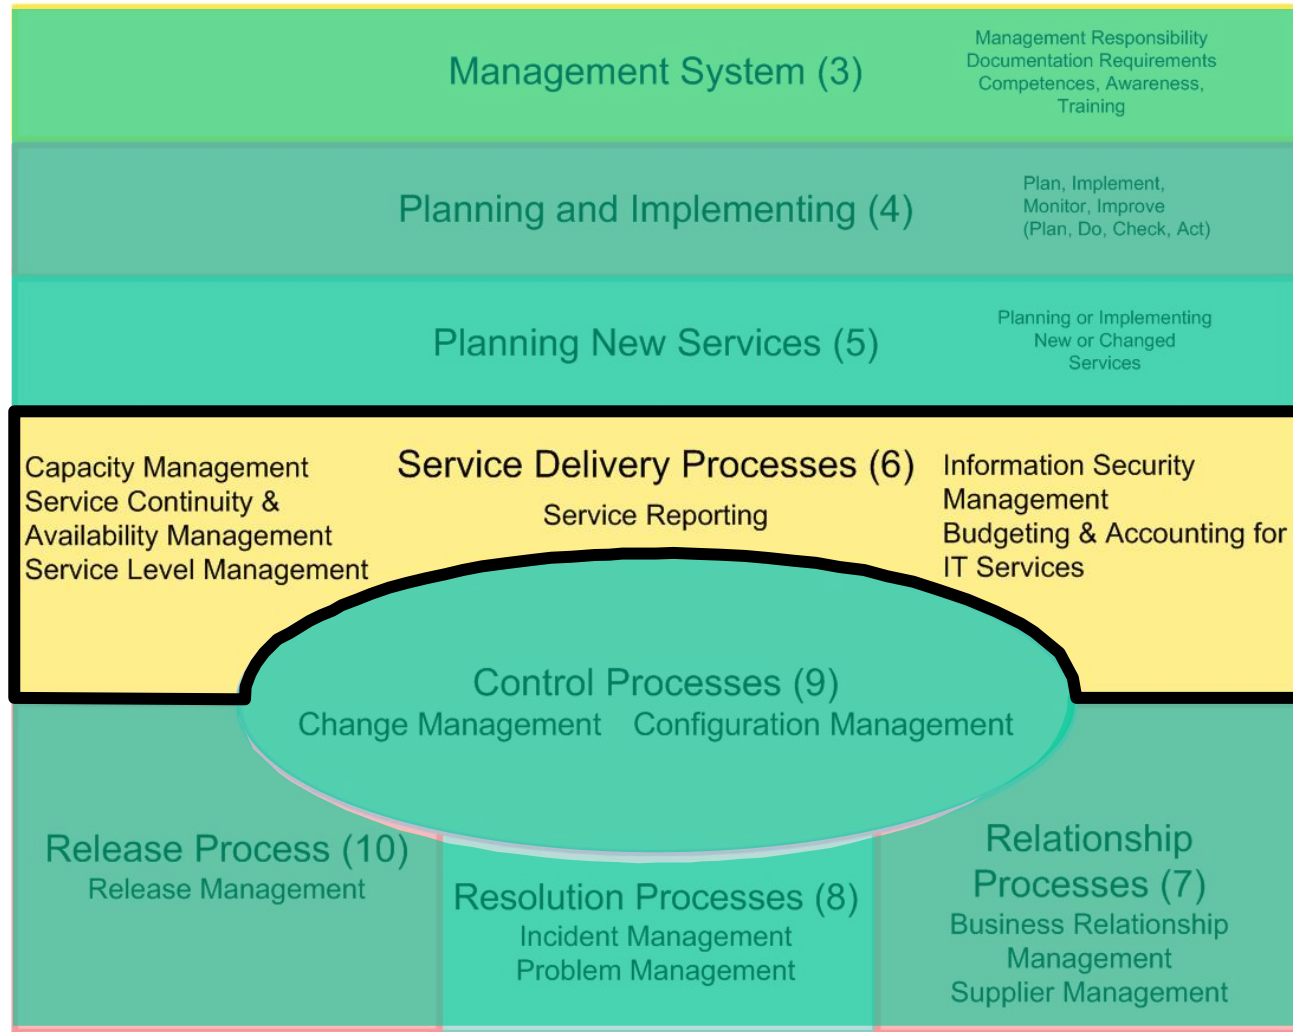 Management System (3)
Management Responsibility
Documentation Requirements
Competences, Awareness,
Training
Planning and Implementing (4)
Plan, Implement,
Monitor, Improve
(Plan, Do, Check, Act)
Planning New Services (5)
Planning or Implementing
New or Changed
Services
Capacity Management
Service Continuity &
Availability Management
Service Level Management
Service Delivery Processes (6)
Service Reporting
Information Security
Management
Budgeting & Accounting for
IT Services
Control Processes (9)
Change Management Configuration Management
Release Process (10)
Release Management
Resolution Processes (8)
Incident Management
Problem Management
Relationship
Processes (7)
Business Relationship
Management
Supplier Management